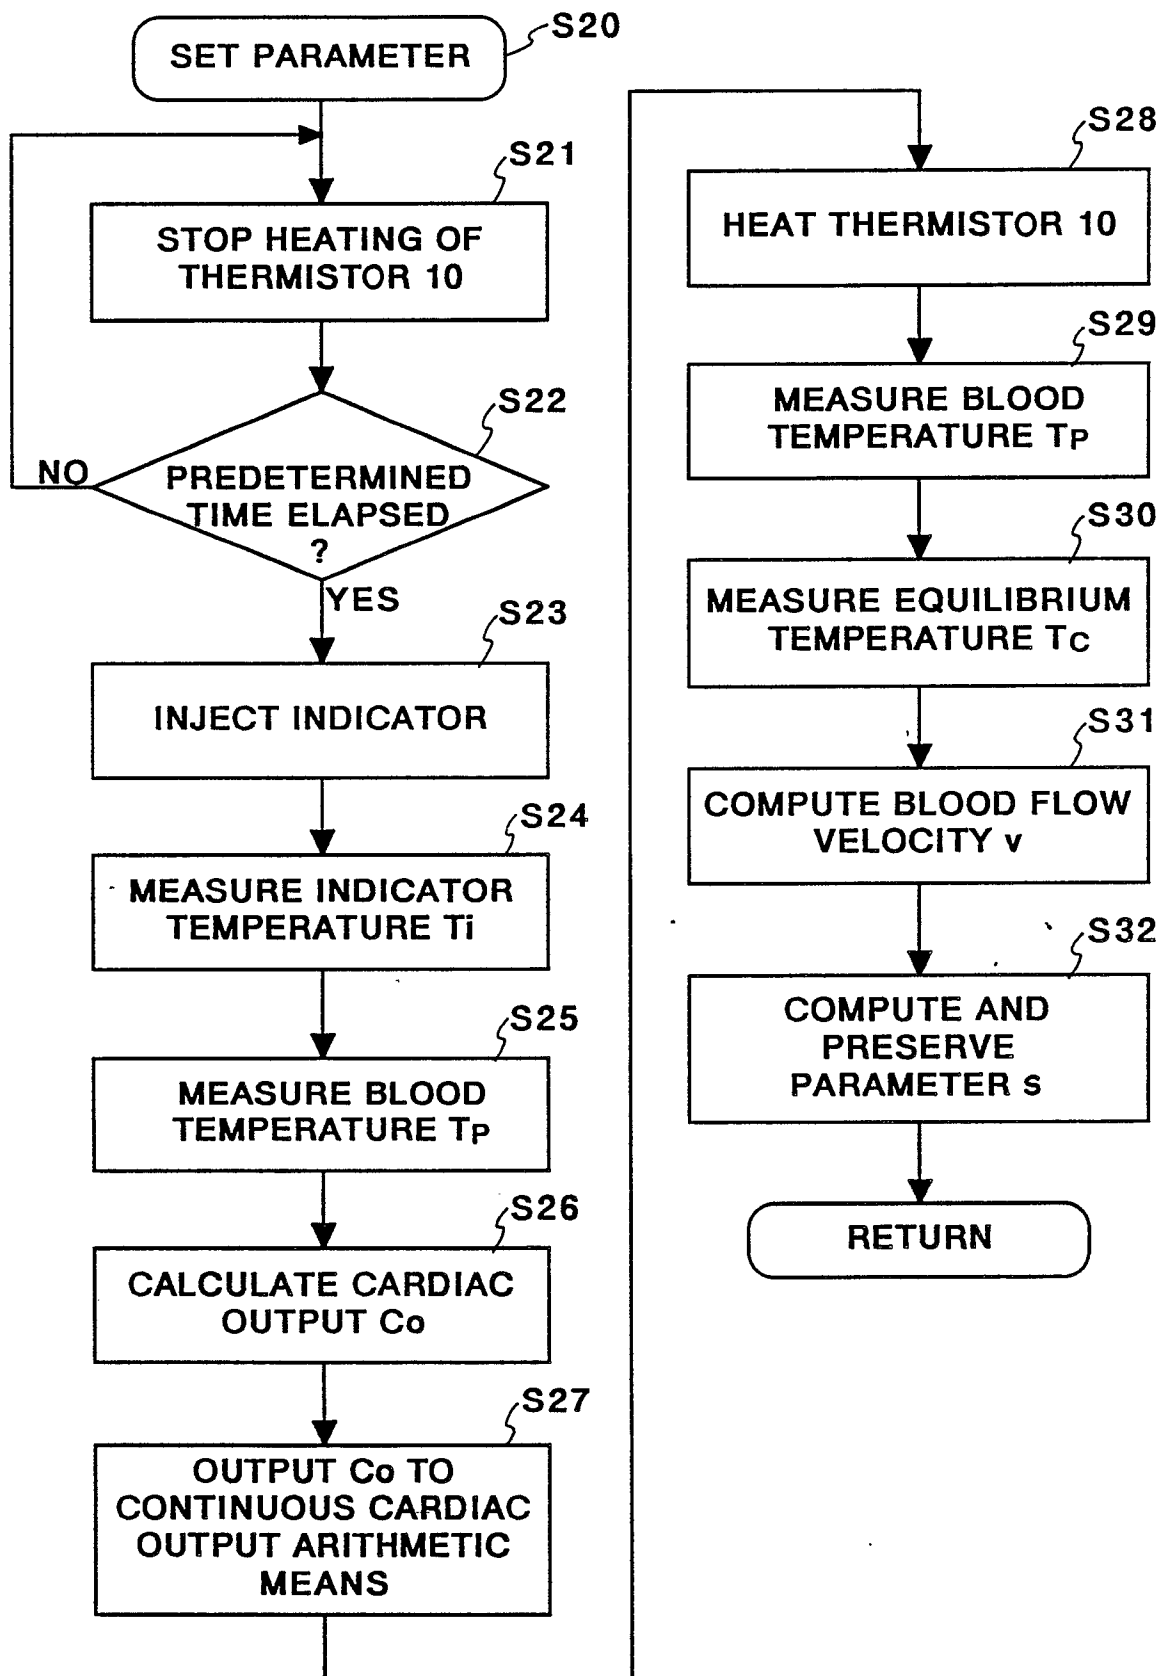 S20
SET PARAMETER
S21
STOP HEATING OF
THERMISTOR 10
S22
PREDETERMINED
TIME ELAPSED
?
NO
YES
S23
INJECT INDICATOR
S24
MEASURE INDICATOR
TEMPERATURE Ti
S25
MEASURE BLOOD
TEMPERATURE TP
S26
CALCULATE CARDIAC
OUTPUT Co
S27
OUTPUT Co TO
CONTINUOUS CARDIAC
OUTPUT ARITHMETIC
MEANS
S28
HEAT THERMISTOR 10
S29
MEASURE BLOOD
TEMPERATURE TP
S30
MEASURE EQUILIBRIUM
TEMPERATURE TC
S31
COMPUTE BLOOD FLOW
VELOCITY v
S32
COMPUTE AND
PRESERVE
PARAMETER s
RETURN